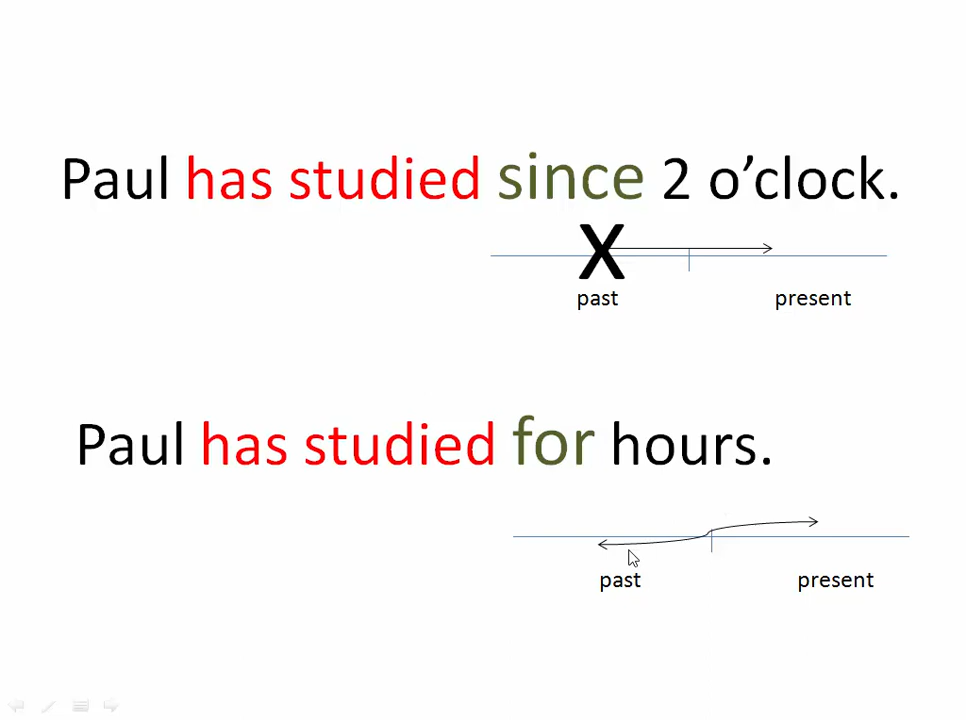 Paul has studied since 2 o’clock.
X
past present
Paul has studied for hours.
past present